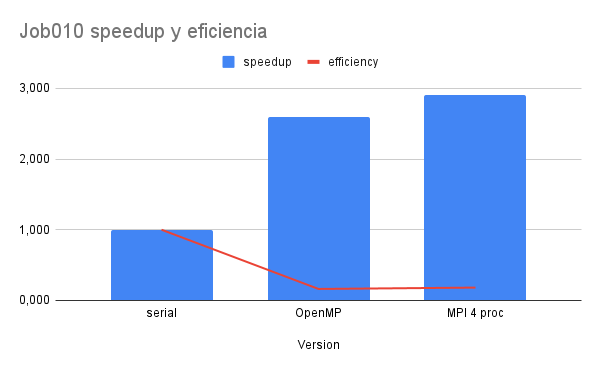 Job010 speedup y eficiencia
speedup efficiency
3,000
2,000
1,000
0,000
serial OpenMP MPI 4 proc
Version